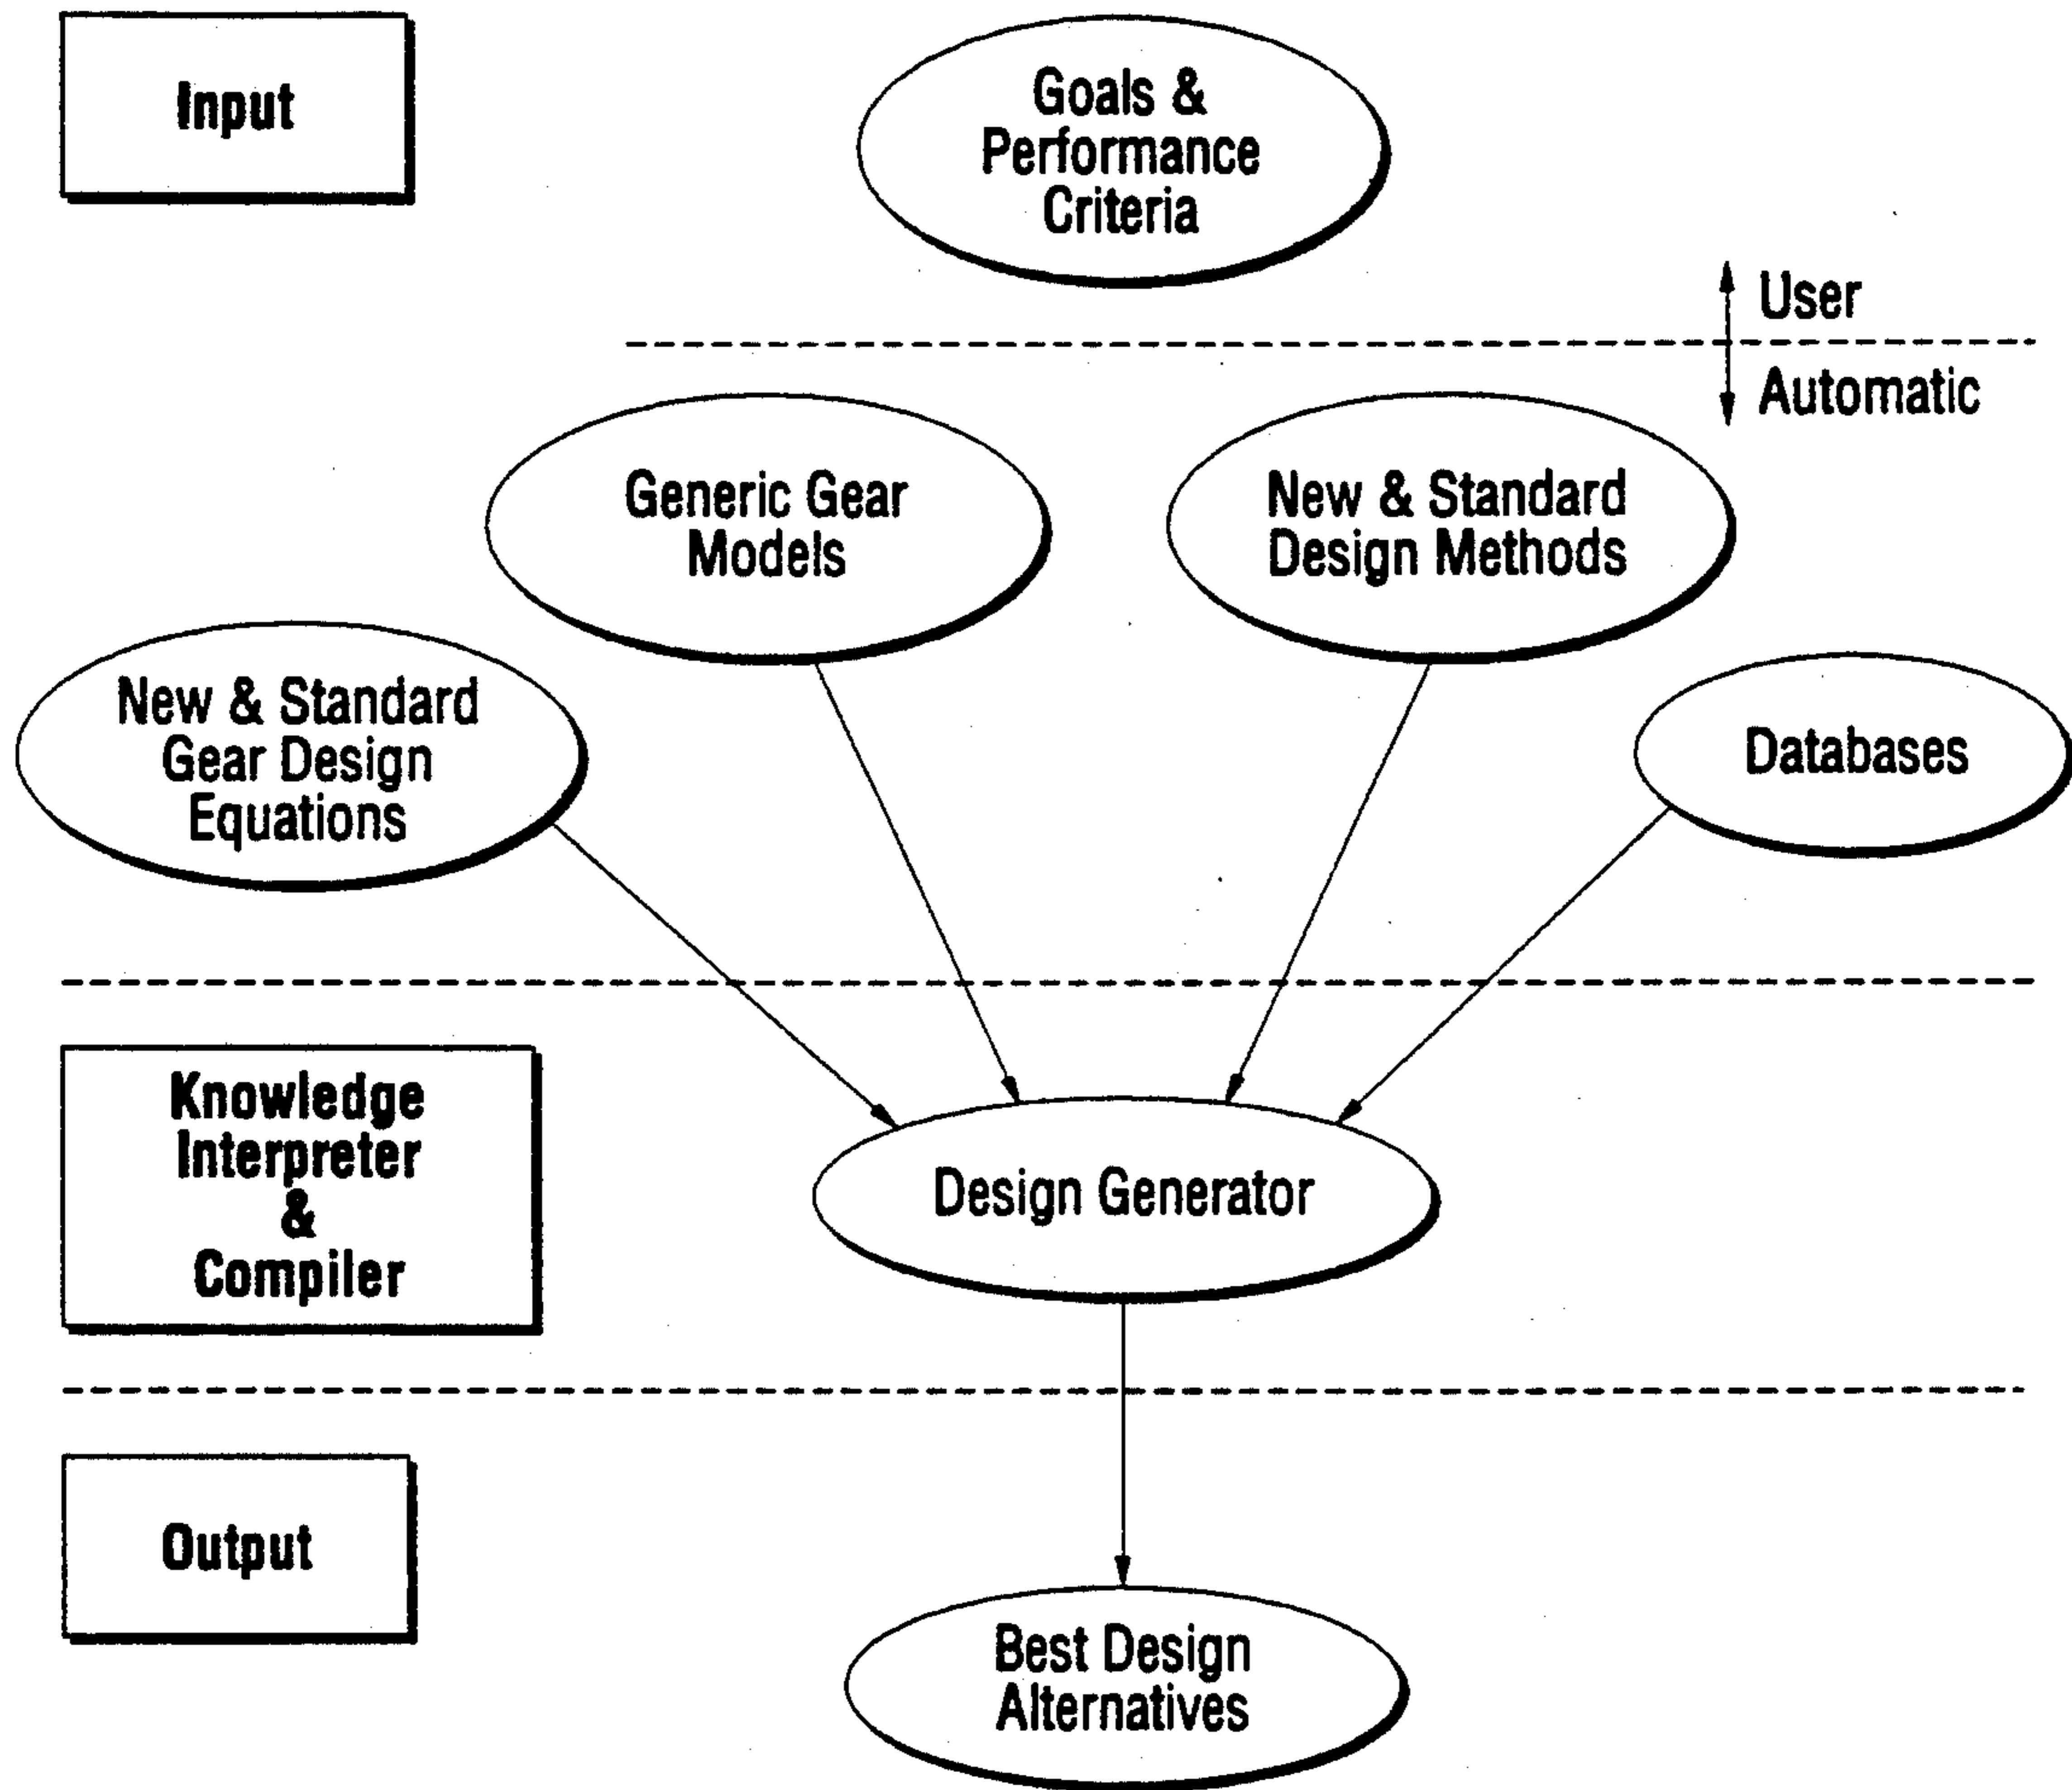 Input
Goals &
Performance
Criteria
User
Automatic
Generic Gear
Models
New & Standard
Design Methods
New & Standard
Gear Design
Equations
Databases
Knowledge
Interpreter
&
Compiler
Design Generator
Output
Best Design
Alternatives